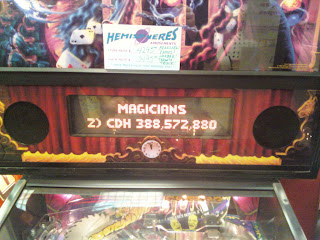 HEMISPHERES
MAGICIANS
2) CDH 388,572,880